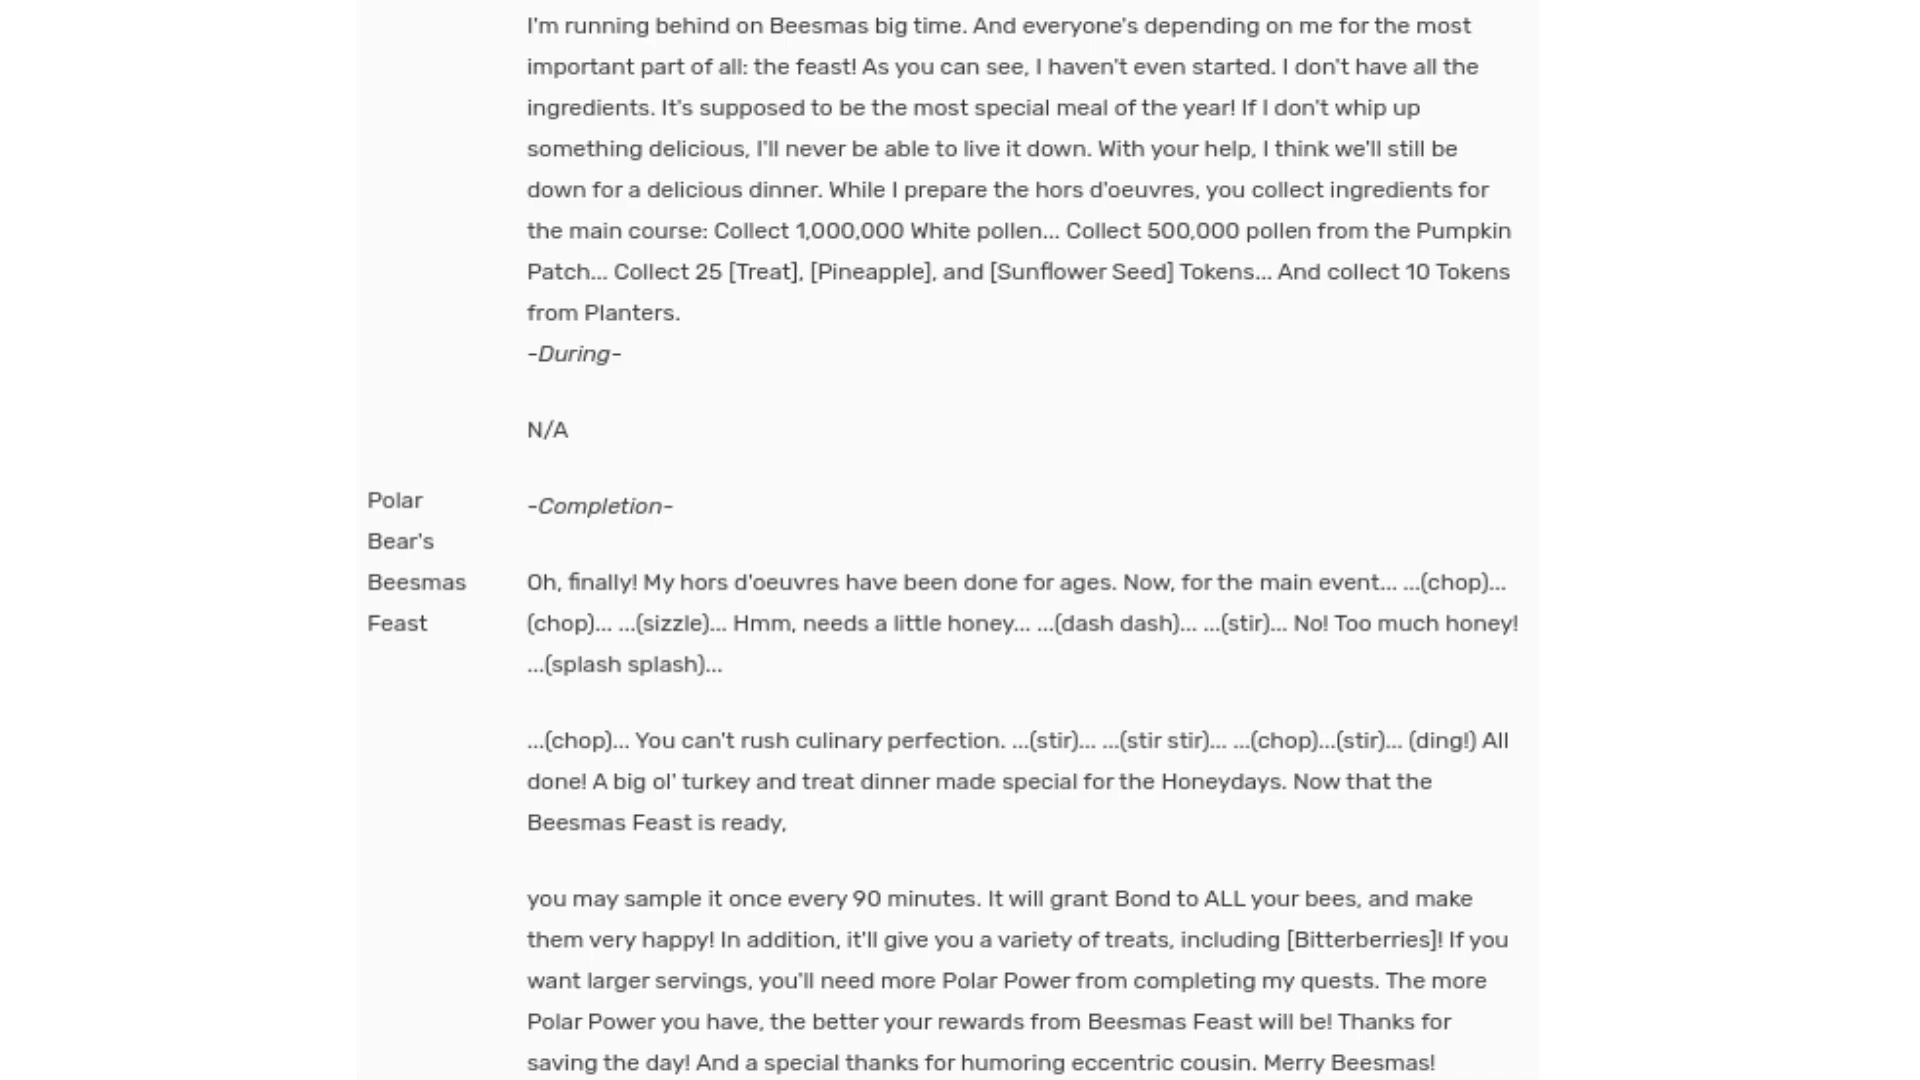 I'm running behind on Beesmas big time. And everyone's depending on me for the most
important part of all: the feast! As you can see, I haven't even started. I don't have all the
ingredients. It's supposed to be the most special meal of the year! If I don't whip up
something delicious, I'll never be able to live it down. With your help, I think we'll still be
down for a delicious dinner. While I prepare the hors d'oeuvres, you collect ingredients for
the main course: Collect 1,000,000 White pollen... Collect 500,000 pollen from the Pumpkin
Patch... Collect 25 [Treat], [Pineapple], and [Sunflower Seed] Tokens... And collect 10 Tokens
from Planters.
-During-
N/A
Polar
Bear's
Beesmas
Feast
-Completion-
Oh, finally! My hors d'oeuvres have been done for ages. Now, for the main event... ...(chop)...
(chop)... ...(sizzle)... Hmm, needs a little honey... ...(dash dash)... ...(stir)... No! Too much honey!
...(splash splash)...
...(chop)... You can't rush culinary perfection. ...(stir)... ...(stir stir)... ...(chop)...(stir)... (ding!) All
done! A big ol' turkey and treat dinner made special for the Honeydays. Now that the
Beesmas Feast is ready,
you may sample it once every 90 minutes. It will grant Bond to ALL your bees, and make
them very happy! In addition, it'll give you a variety of treats, including [Bitterberries]! If you
want larger servings, you'll need more Polar Power from completing my quests. The more
Polar Power you have, the better your rewards from Beesmas Feast will be! Thanks for
saving the day! And a special thanks for humoring eccentric cousin. Merry Beesmas!